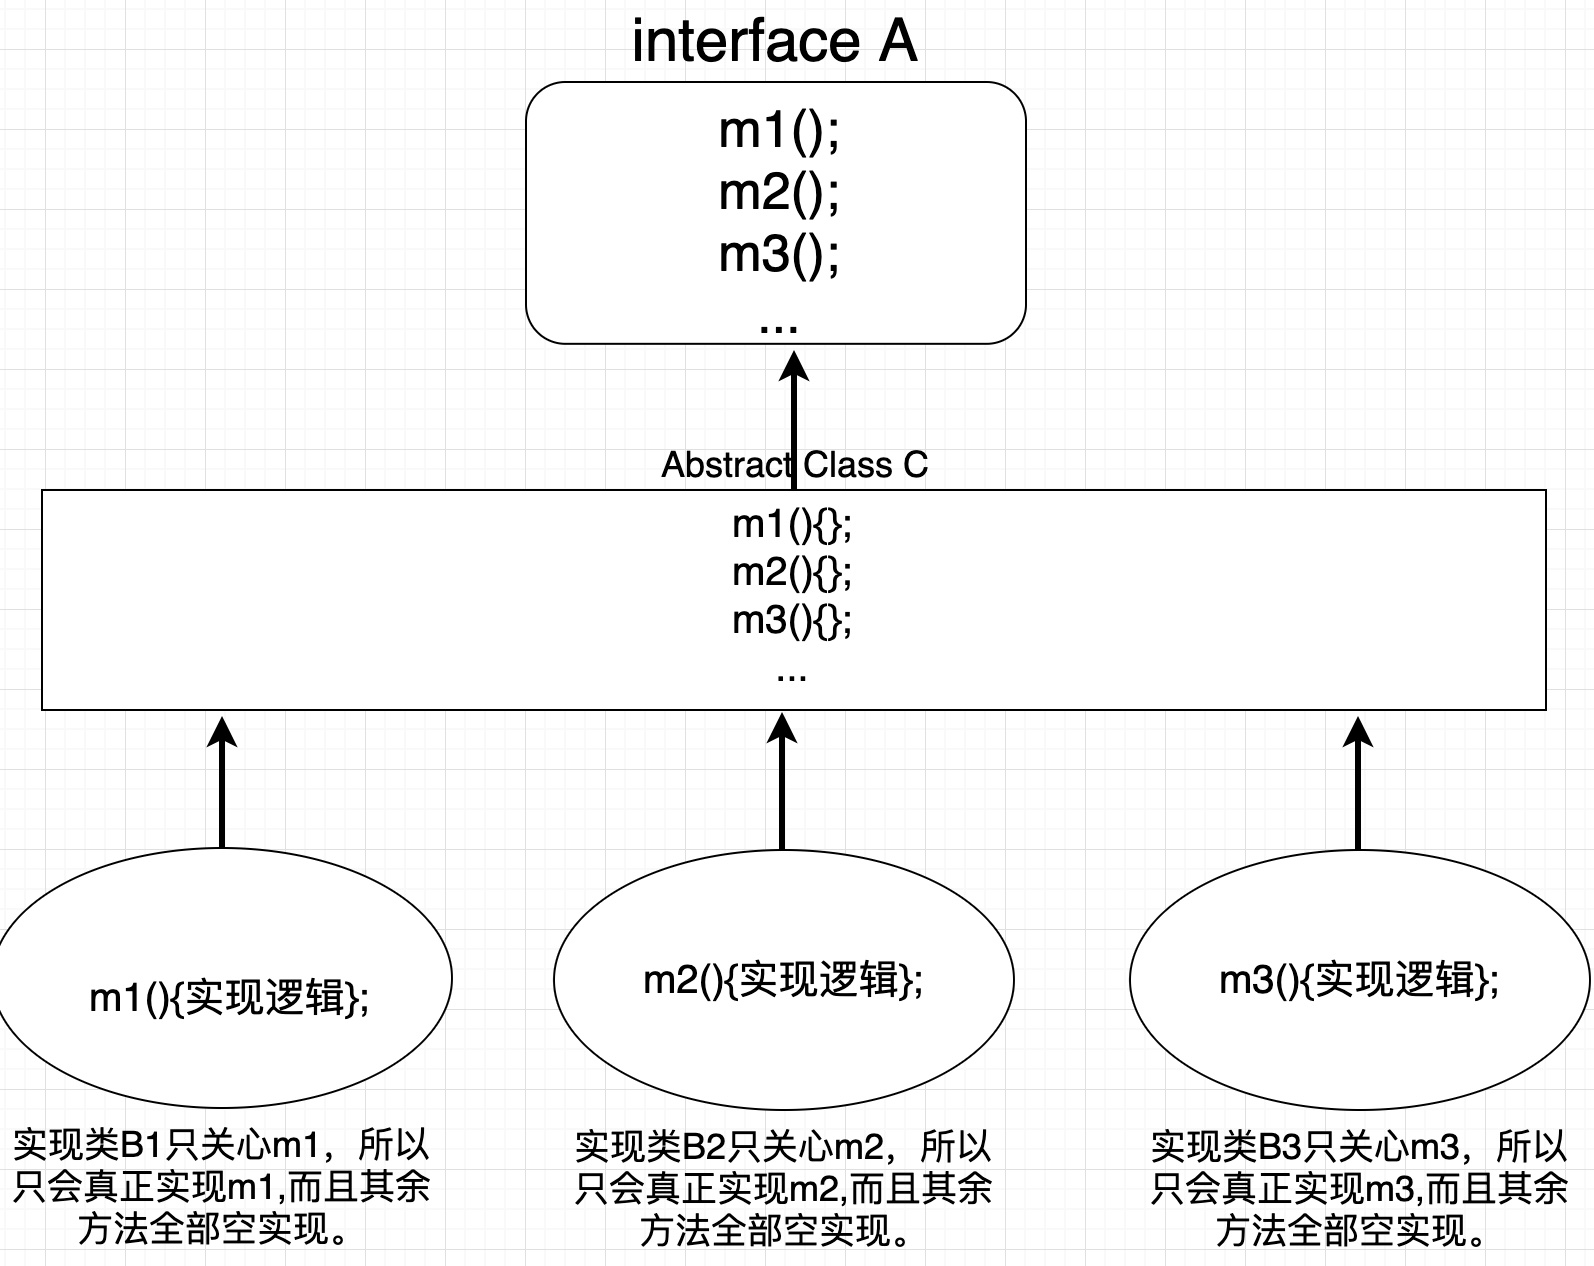 interface A
m1();
m2();
m3();
...
Abstract Class C
m1(){};
m2(){};
m3(){};
...
m1(){实现逻辑};
m2(){实现逻辑};
m3(){实现逻辑};
实现类B1只关心m1，所以
只会真正实现m1,而且其余
方法全部空实现。
实现类B2只关心m2，所以
只会真正实现m2,而且其余
方法全部空实现。
实现类B3只关心m3，所以
只会真正实现m3,而且其余
方法全部空实现。